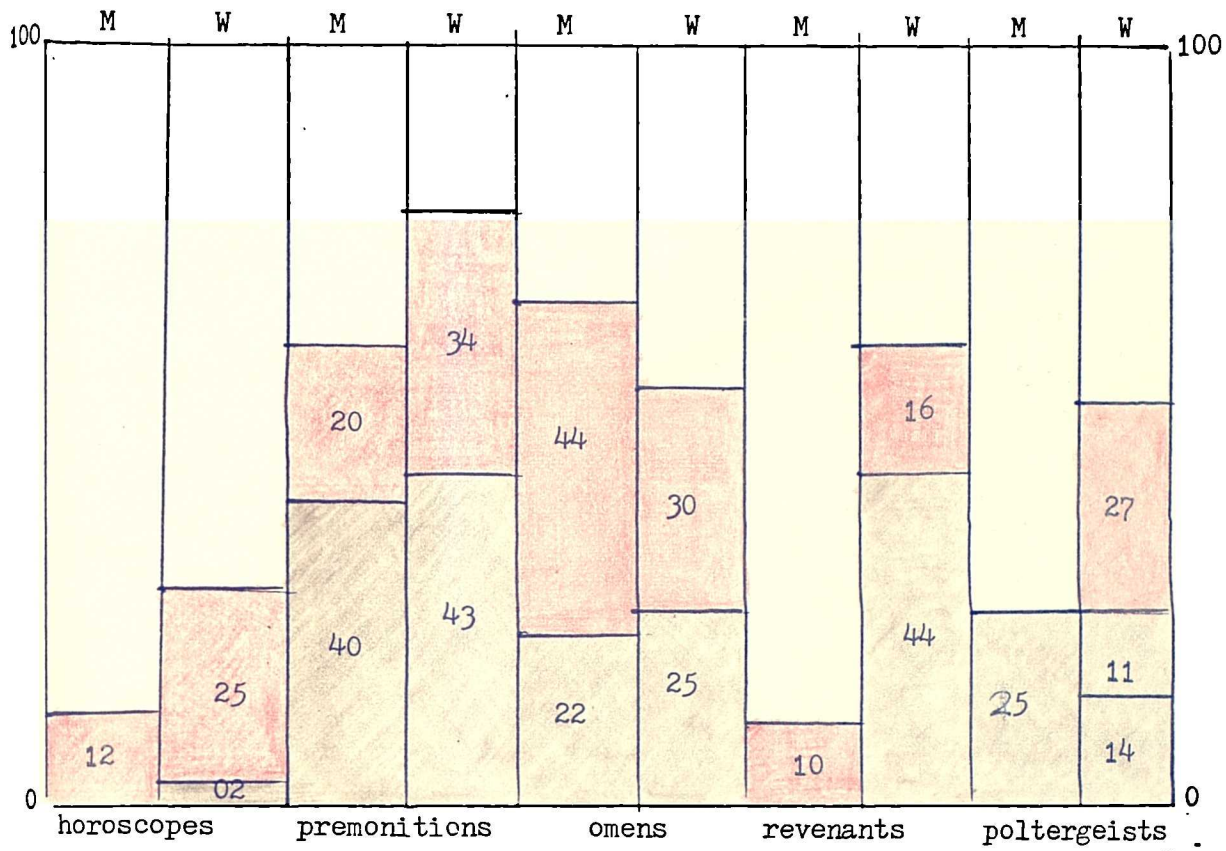 M W M W M W M W M W
100 100
34
20 44 16
30 27
40 43 44
25 25 22 25 11
12 02 10 14
0 0
horoscopes premonitions omens revenants poltergeists